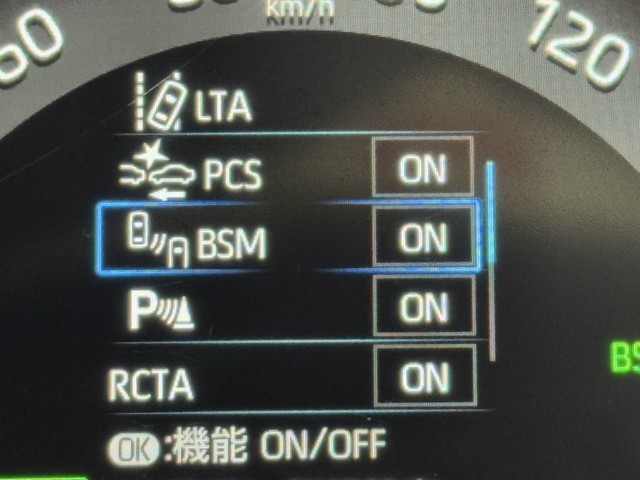 km/h
120
LTA
PCS ON
BSM ON
P ON
RCTA ON
OK:機能 ON/OFF